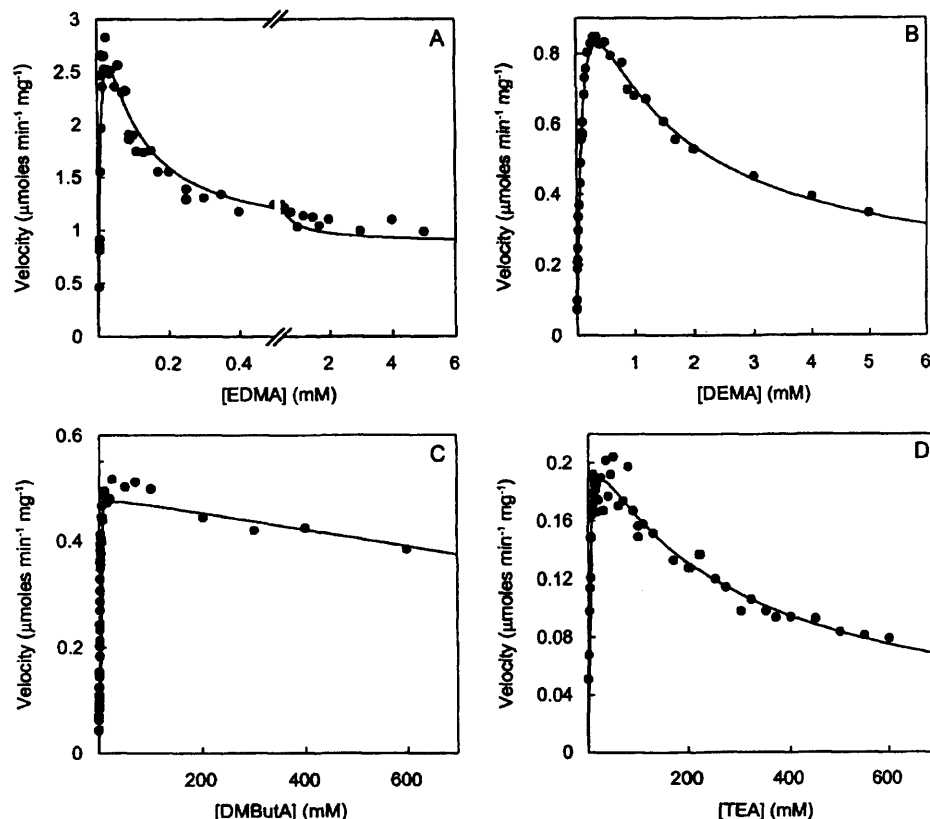 A
3
2.5
2
1.5
1
0.5
0
Velocity (μmoles min⁻¹ mg⁻¹)
0.2 0.4 2 4 6
[EDMA] (mM)
B
0.8
0.6
0.4
0.2
0
Velocity (μmoles min⁻¹ mg⁻¹)
1 2 3 4 5 6
[DEMA] (mM)
C
0.6
0.4
0.2
0
Velocity (μmoles min⁻¹ mg⁻¹)
200 400 600
[DMButA] (mM)
D
0.2
0.16
0.12
0.08
0.04
0
Velocity (μmoles min⁻¹ mg⁻¹)
200 400 600
[TEA] (mM)